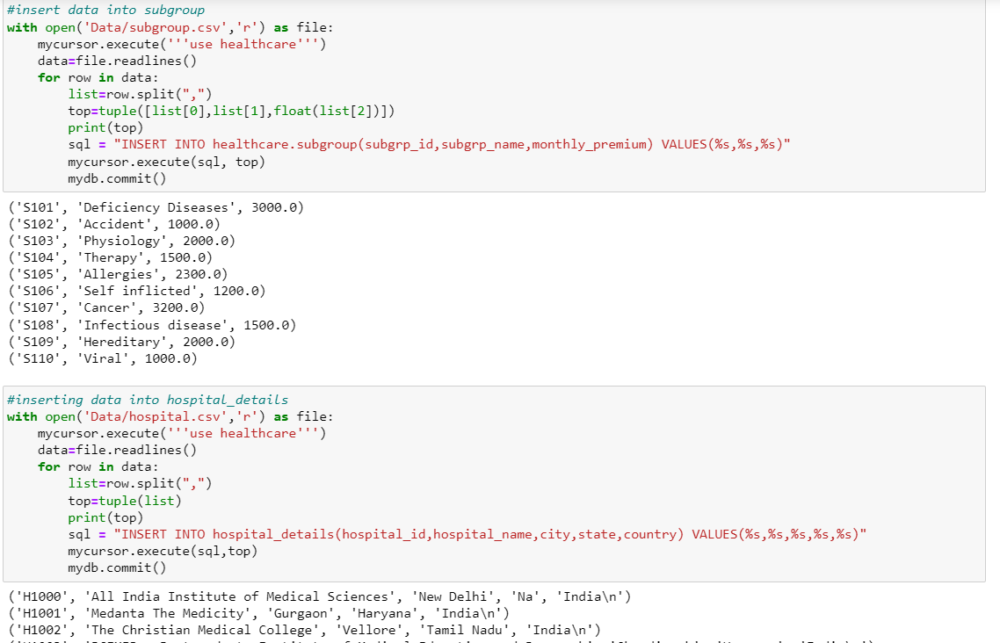 #insert data into subgroup
with open('Data/subgroup.csv','r') as file:
    mycursor.execute('''use healthcare''')
    data=file.readlines()
    for row in data:
        list=row.split(",")
        top=tuple([list[0],list[1],float(list[2])])
        print(top)
        sql = "INSERT INTO healthcare.subgroup(subgrp_id,subgrp_name,monthly_premium) VALUES(%s,%s,%s)"
        mycursor.execute(sql, top)
        mydb.commit()
('S101', 'Deficiency Diseases', 3000.0)
('S102', 'Accident', 1000.0)
('S103', 'Physiology', 2000.0)
('S104', 'Therapy', 1500.0)
('S105', 'Allergies', 2300.0)
('S106', 'Self inflicted', 1200.0)
('S107', 'Cancer', 3200.0)
('S108', 'Infectious disease', 1500.0)
('S109', 'Hereditary', 2000.0)
('S110', 'Viral', 1000.0)
#inserting data into hospital_details
with open('Data/hospital.csv','r') as file:
    mycursor.execute('''use healthcare''')
    data=file.readlines()
    for row in data:
        list=row.split(",")
        top=tuple(list)
        print(top)
        sql = "INSERT INTO hospital_details(hospital_id,hospital_name,city,state,country) VALUES(%s,%s,%s,%s,%s)"
        mycursor.execute(sql,top)
        mydb.commit()
('H1000', 'All India Institute of Medical Sciences', 'New Delhi', 'Na', 'India\n')
('H1001', 'Medanta The Medicity', 'Gurgaon', 'Haryana', 'India\n')
('H1002', 'The Christian Medical College', 'Vellore', 'Tamil Nadu', 'India\n')